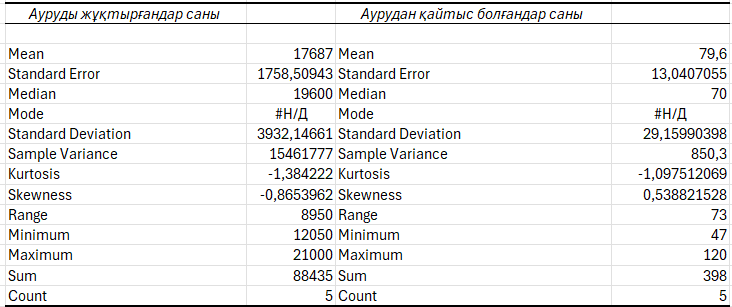 Ауруды жұқтырғандар саны Аурудан қайтыс болғандар саны
Mean 17687 Mean 79,6
Standard Error 1758,50943 Standard Error 13,0407055
Median 19600 Median 70
Mode #Н/Д Mode #Н/Д
Standard Deviation 3932,14661 Standard Deviation 29,15990398
Sample Variance 15461777 Sample Variance 850,3
Kurtosis -1,384222 Kurtosis -1,097512069
Skewness -0,8653962 Skewness 0,538821528
Range 8950 Range 73
Minimum 12050 Minimum 47
Maximum 21000 Maximum 120
Sum 88435 Sum 398
Count 5 Count 5